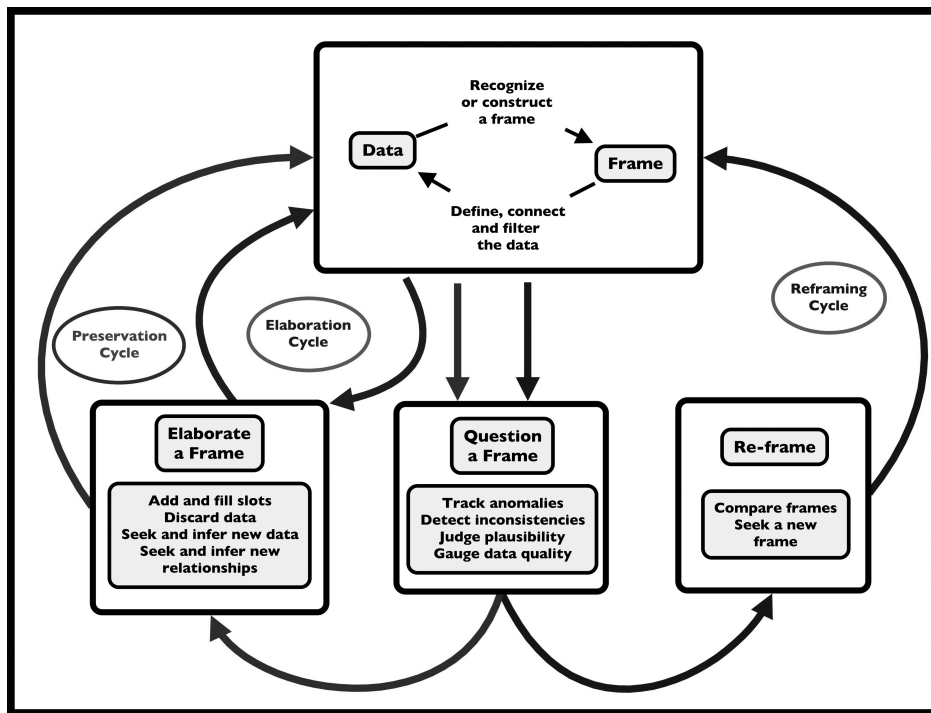 Recognize
or construct
a frame
Data
Frame
Define, connect
and filter
the data
Preservation
Cycle
Elaboration
Cycle
Reframing
Cycle
Elaborate
a Frame
Add and fill slots
Discard data
Seek and infer new data
Seek and infer new
relationships
Question
a Frame
Track anomalies
Detect inconsistencies
Judge plausibility
Gauge data quality
Re-frame
Compare frames
Seek a new
frame